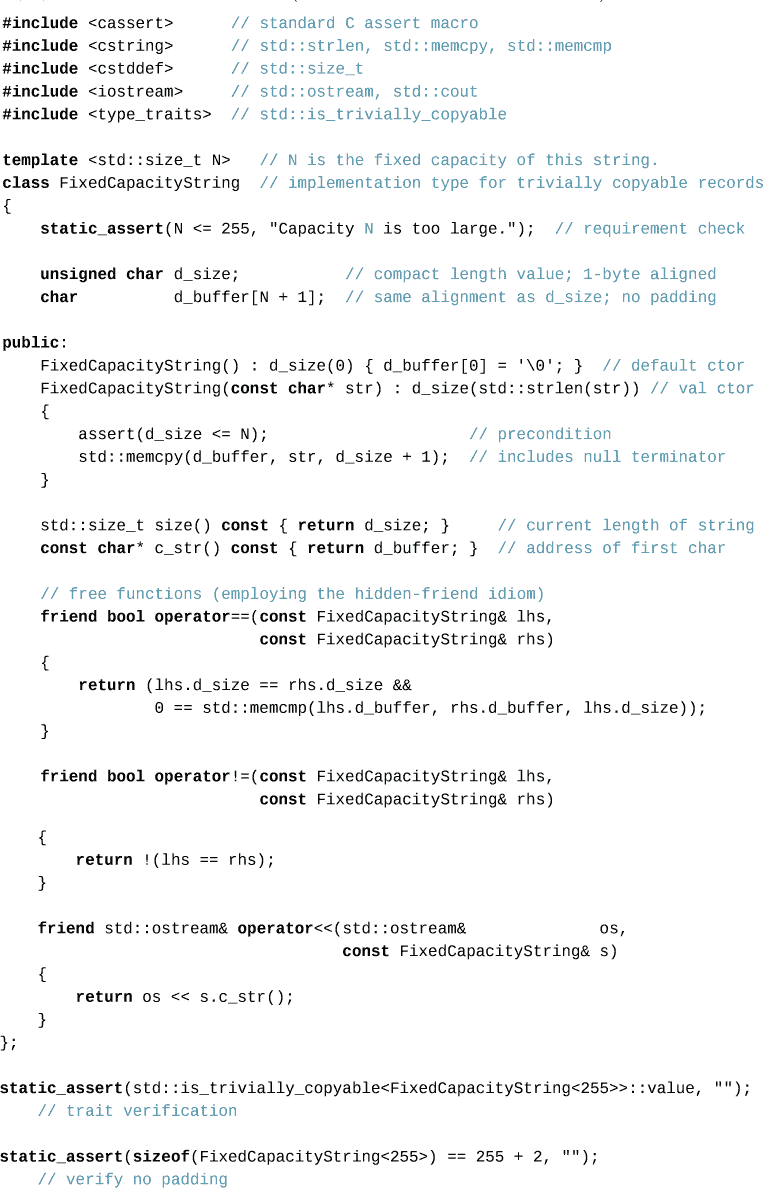 #include <cassert>      // standard C assert macro
#include <cstring>      // std::strlen, std::memcpy, std::memcmp
#include <cstddef>      // std::size_t
#include <iostream>     // std::ostream, std::cout
#include <type_traits>  // std::is_trivially_copyable

template <std::size_t N>   // N is the fixed capacity of this string.
class FixedCapacityString  // implementation type for trivially copyable records
{
    static_assert(N <= 255, "Capacity N is too large.");  // requirement check

    unsigned char d_size;           // compact length value; 1-byte aligned
    char          d_buffer[N + 1];  // same alignment as d_size; no padding

public:
    FixedCapacityString() : d_size(0) { d_buffer[0] = '\0'; }  // default ctor
    FixedCapacityString(const char* str) : d_size(std::strlen(str)) // val ctor
    {
        assert(d_size <= N);                     // precondition
        std::memcpy(d_buffer, str, d_size + 1);  // includes null terminator
    }

    std::size_t size() const { return d_size; }     // current length of string
    const char* c_str() const { return d_buffer; }  // address of first char

    // free functions (employing the hidden-friend idiom)
    friend bool operator==(const FixedCapacityString& lhs,
                           const FixedCapacityString& rhs)
    {
        return (lhs.d_size == rhs.d_size &&
                0 == std::memcmp(lhs.d_buffer, rhs.d_buffer, lhs.d_size));
    }

    friend bool operator!=(const FixedCapacityString& lhs,
                           const FixedCapacityString& rhs)

    {
        return !(lhs == rhs);
    }

    friend std::ostream& operator<<(std::ostream&              os,
                                    const FixedCapacityString& s)
    {
        return os << s.c_str();
    }
};

static_assert(std::is_trivially_copyable<FixedCapacityString<255>>::value, "");
    // trait verification

static_assert(sizeof(FixedCapacityString<255>) == 255 + 2, "");
    // verify no padding